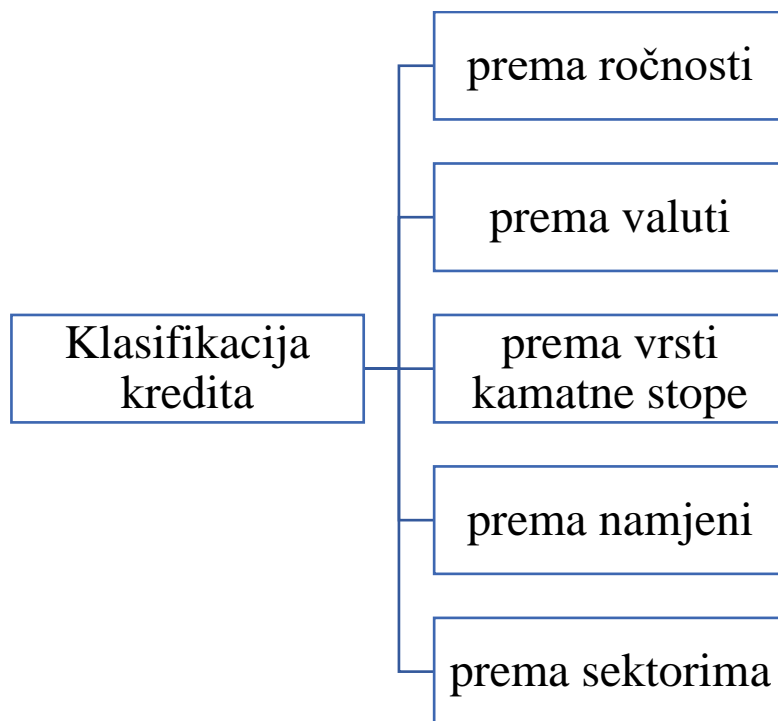 prema ročnosti
prema valuti
Klasifikacija
kredita
prema vrsti
kamatne stope
prema namjeni
prema sektorima